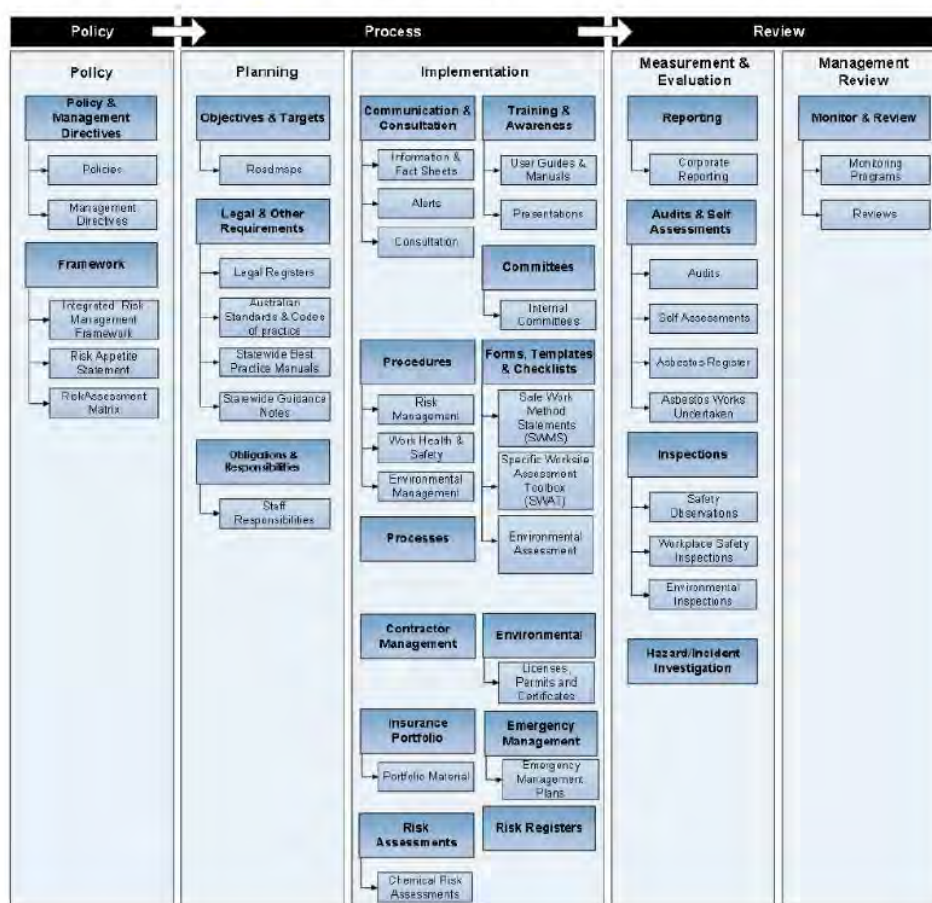 Policy
Process
Review
Policy
Policy &
Management
Directives
Policies
Management
Directives
Framework
Integrated Risk
Management
Framework
Risk Appetite
Statement
RiskAssessment
Matrix
Planning
Objectives & Targets
Roadmaps
Legal & Other
Requirements
Legal Registers
Australian
Standards & Codes
of practice
Statewide Best
Practice Manuals
Statewide Guidance
Notes
Obligations &
Responsibilities
Staff
Responsibilities
Implementation
Communication &
Consultation
Information &
Fact Sheets
Alerts
Consultation
Training &
Awareness
User Guides &
Manuals
Presentations
Committees
Internal
Committees
Procedures
Risk
Management
Work Health &
Safety
Environmental
Management
Forms, Templates
& Checklists
Safe Work
Method
Statements
(SWMS)
Specific Worksite
Assessment
Toolbox
(SWAT)
Environmental
Assessment
Processes
Contractor
Management
Environmental
Licenses,
Permits and
Certificates
Insurance
Portfolio
Portfolio Material
Emergency
Management
Emergency
Management
Plans
Risk
Assessments
Chemical Risk
Assessments
Risk Registers
Measurement &
Evaluation
Reporting
Corporate
Reporting
Audits & Self
Assessments
Audits
Self Assessments
Asbestos Register
Asbestos Works
Undertaken
Inspections
Safety
Observations
Workplace Safety
Inspections
Environmental
Inspections
Hazard/Incident
Investigation
Management
Review
Monitor & Review
Monitoring
Programs
Reviews